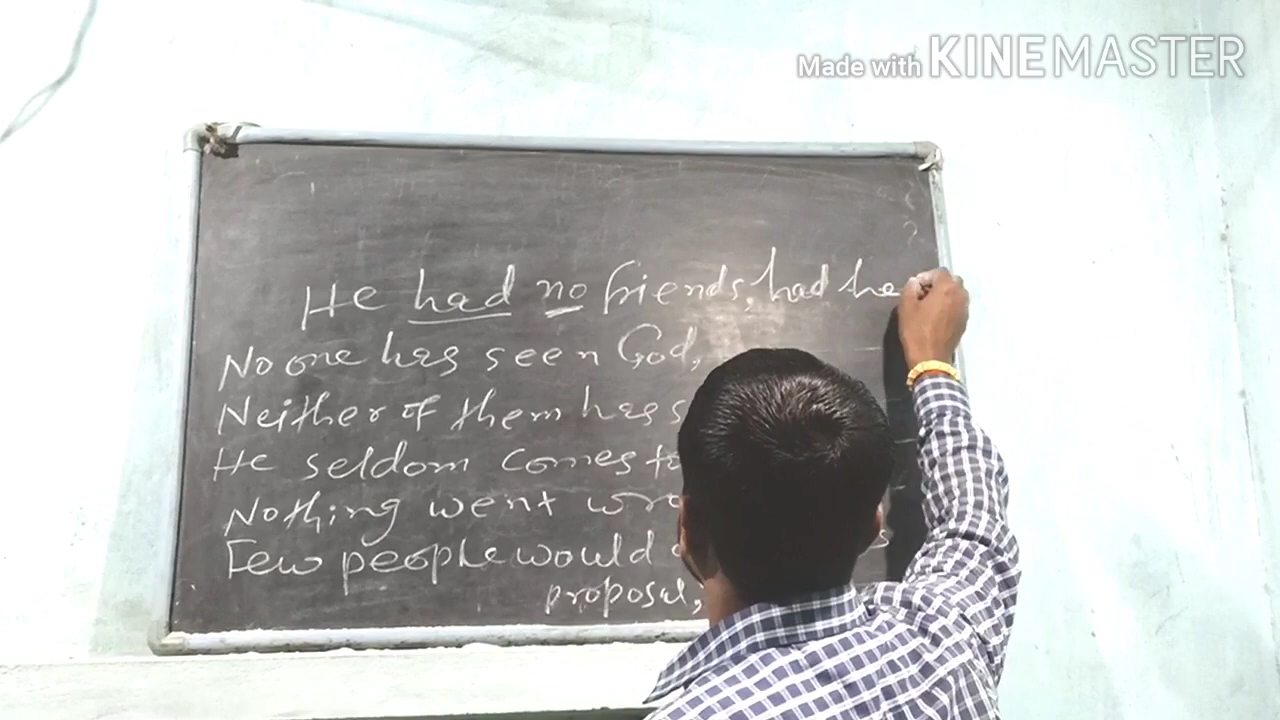 Made with KINEMASTER
He had no friends, had he
No one has seen God,
Neither of them has
He seldom comes
Nothing went
Few people would
proposal,